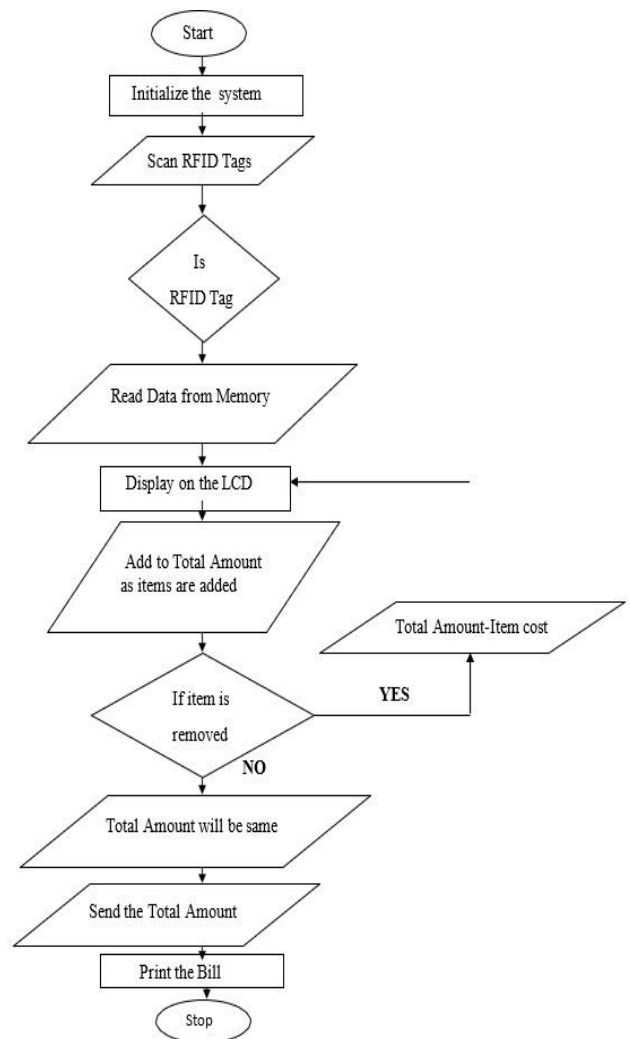 Start
Initialize the system
Scan RFID Tags
Is
RFID Tag
Read Data from Memory
Display on the LCD
Add to Total Amount
as items are added
Total Amount-Item cost
If item is
removed
YES
NO
Total Amount will be same
Send the Total Amount
Print the Bill
Stop